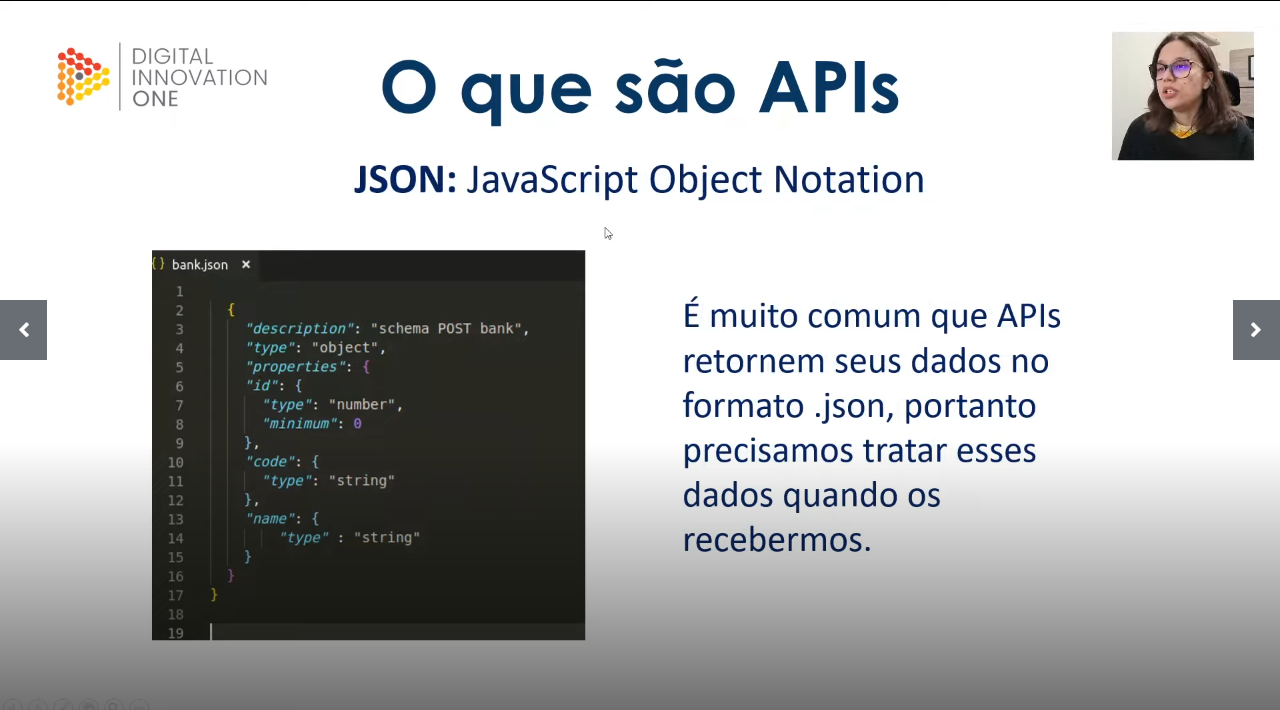 DIGITAL
INNOVATION
ONE
O que são APIs
JSON: JavaScript Object Notation
{} bank.json ×
1
2 {
3 "description": "schema POST bank",
4 "type": "object",
5 "properties": {
6 "id": {
7 "type": "number",
8 "minimum": 0
9 },
10 "code": {
11 "type": "string"
12 },
13 "name": {
14 "type" : "string"
15 }
16 }
17 }
18
19
É muito comum que APIs
retornem seus dados no
formato .json, portanto
precisamos tratar esses
dados quando os
recebermos.